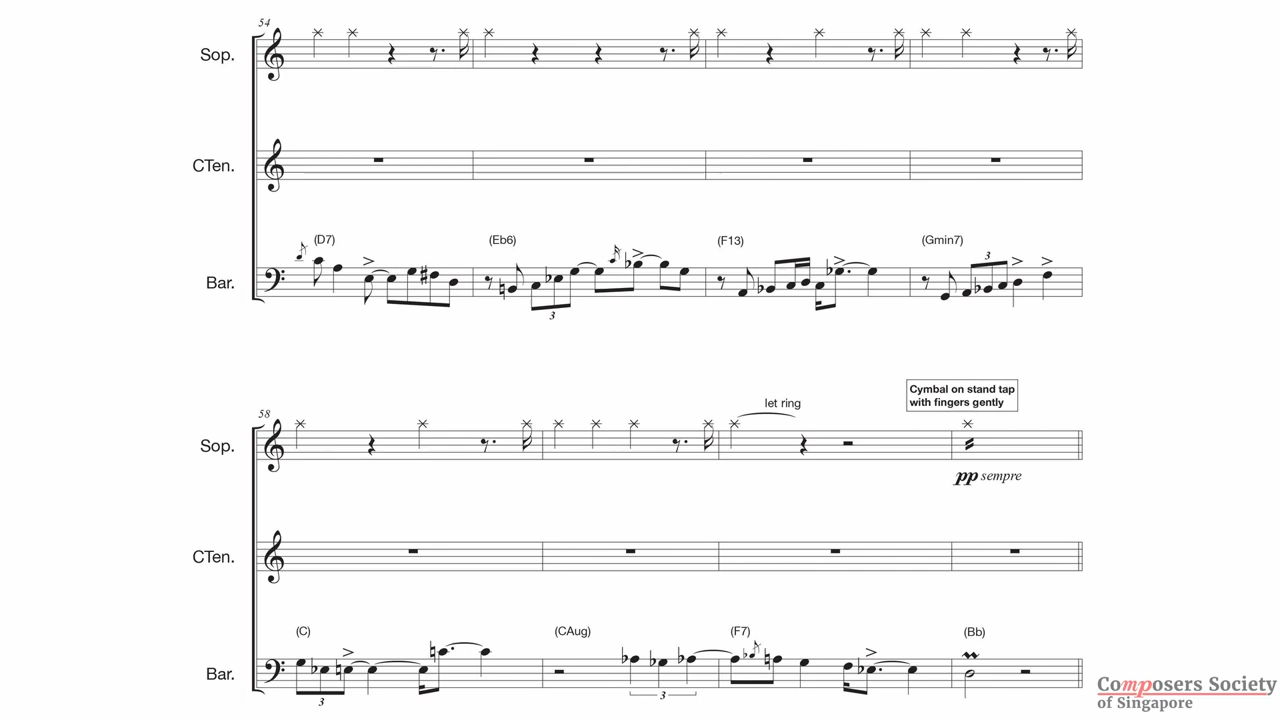 54
Sop.
CTen.
(D7) (Eb6) (F13) (Gmin7)
3 3
Bar.
Cymbal on stand tap
with fingers gently
58
let ring
Sop.
pp sempre
CTen.
(C) (CAug) (F7) (Bb)
Bar.
3 3
Composers Society
of Singapore